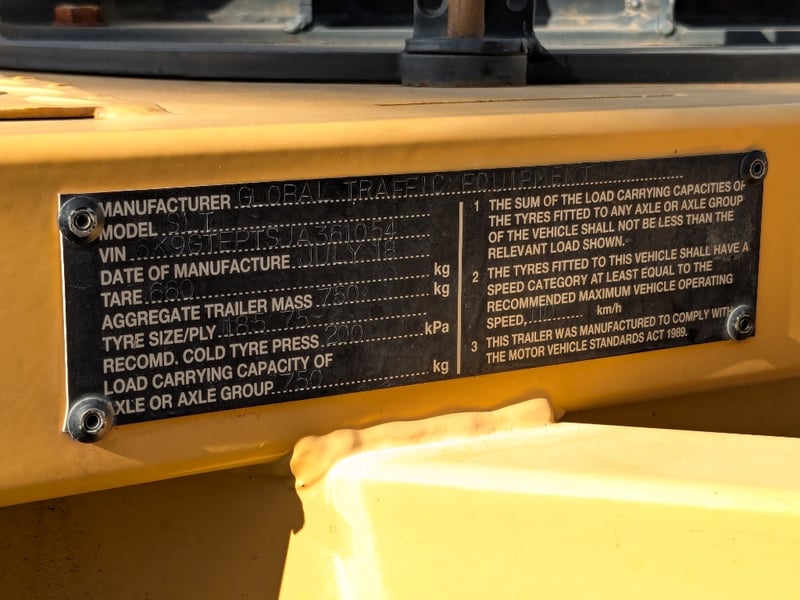 MANUFACTURER GLOBAL TRAFFIC EQUIPMENT
MODEL SLT
VIN 6K9GTEPTSJA361054
DATE OF MANUFACTURE JULY 18
TARE 660 kg
AGGREGATE TRAILER MASS 750 kg
TYRE SIZE/PLY 185 75
RECOMD. COLD TYRE PRESS 200 kPa
LOAD CARRYING CAPACITY OF
AXLE OR AXLE GROUP 750 kg
1 THE SUM OF THE LOAD CARRYING CAPACITIES OF
THE TYRES FITTED TO ANY AXLE OR AXLE GROUP
OF THE VEHICLE SHALL NOT BE LESS THAN THE
RELEVANT LOAD SHOWN.
2 THE TYRES FITTED TO THIS VEHICLE SHALL HAVE A
SPEED CATEGORY AT LEAST EQUAL TO THE
RECOMMENDED MAXIMUM VEHICLE OPERATING
SPEED, 110 km/h
3 THIS TRAILER WAS MANUFACTURED TO COMPLY WITH
THE MOTOR VEHICLE STANDARDS ACT 1989.